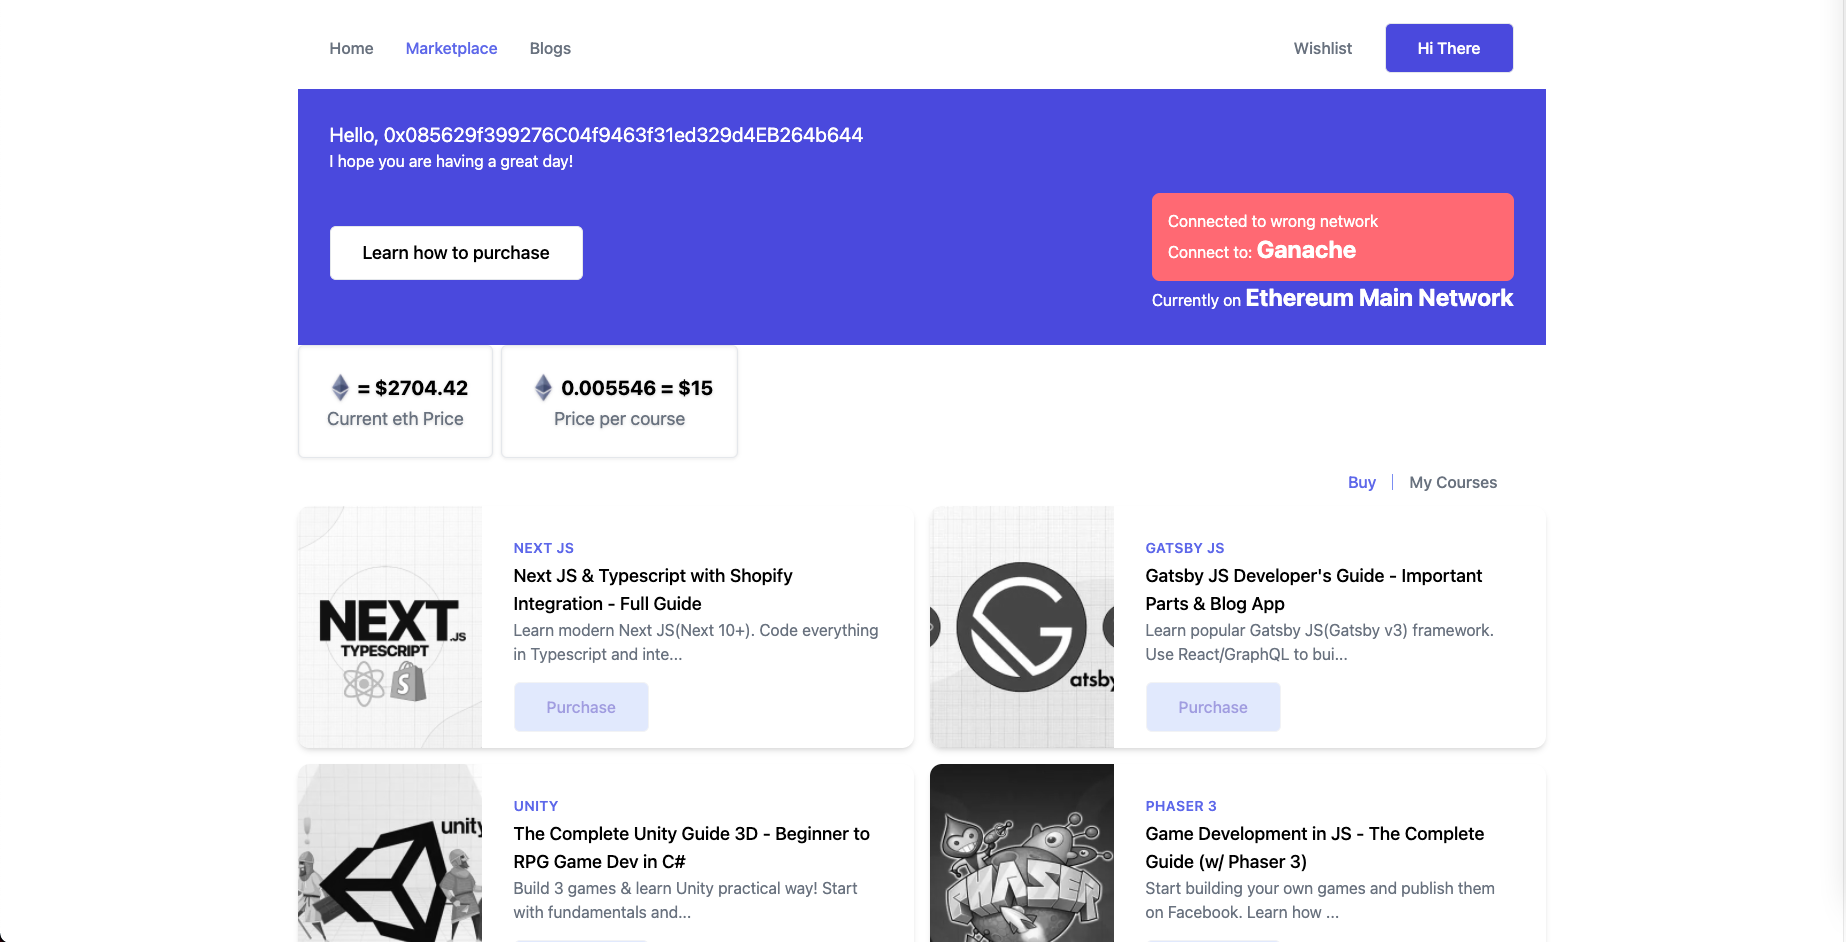 Home Marketplace Blogs Wishlist Hi There
Hello, 0x085629f399276C04f9463f31ed329d4EB264b644
I hope you are having a great day!
Learn how to purchase
Connected to wrong network
Connect to: Ganache
Currently on Ethereum Main Network
= $2704.42
Current eth Price
0.005546 = $15
Price per course
Buy | My Courses
NEXT.JS
TYPESCRIPT
NEXT JS
Next JS & Typescript with Shopify
Integration - Full Guide
Learn modern Next JS(Next 10+). Code everything
in Typescript and inte...
Purchase
atsby
GATSBY JS
Gatsby JS Developer's Guide - Important
Parts & Blog App
Learn popular Gatsby JS(Gatsby v3) framework.
Use React/GraphQL to bui...
Purchase
unity
UNITY
The Complete Unity Guide 3D - Beginner to
RPG Game Dev in C#
Build 3 games & learn Unity practical way! Start
with fundamentals and...
PHASER
PHASER 3
Game Development in JS - The Complete
Guide (w/ Phaser 3)
Start building your own games and publish them
on Facebook. Learn how ...